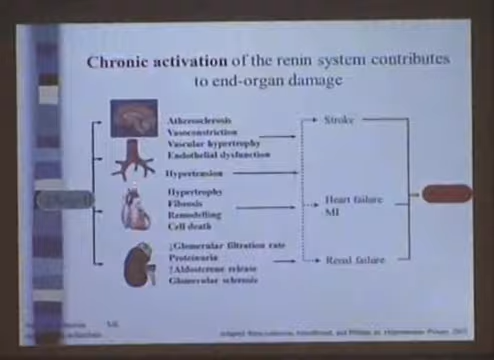 Chronic activation of the renin system contributes
to end-organ damage
Atherosclerosis
Vasoconstriction
Vascular hypertrophy
Endothelial dysfunction
Hypertension
Hypertrophy
Fibrosis
Remodelling
Cell death
↓Glomerular filtration rate
Proteinuria
↑Aldosterone release
Glomerular sclerosis
Stroke
Heart failure
MI
Renal failure